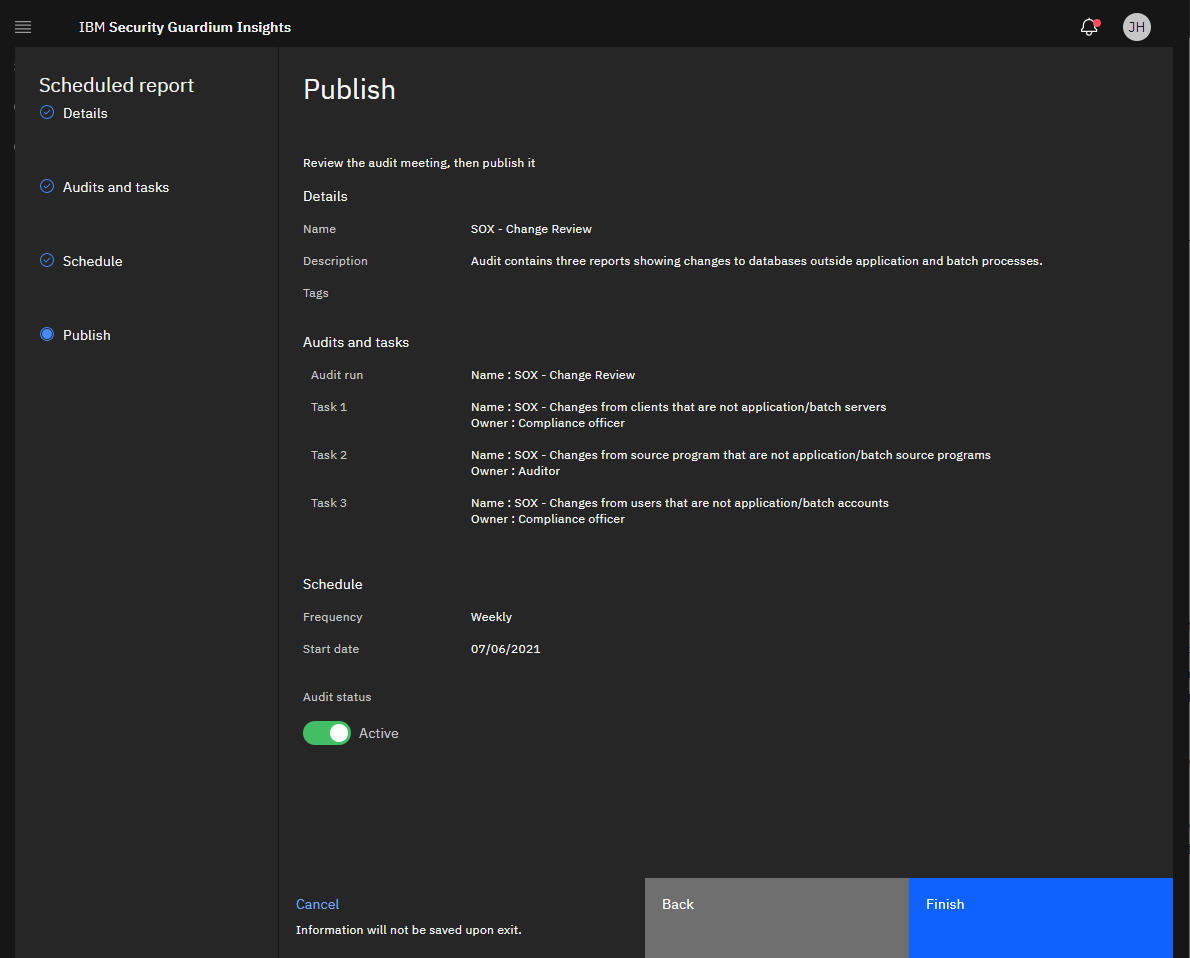 IBM Security Guardium Insights
JH
Scheduled report
Details
Audits and tasks
Schedule
Publish
Publish
Review the audit meeting, then publish it
Details
Name SOX - Change Review
Description Audit contains three reports showing changes to databases outside application and batch processes.
Tags
Audits and tasks
Audit run Name : SOX - Change Review
Task 1 Name : SOX - Changes from clients that are not application/batch servers
Owner : Compliance officer
Task 2 Name : SOX - Changes from source program that are not application/batch source programs
Owner : Auditor
Task 3 Name : SOX - Changes from users that are not application/batch accounts
Owner : Compliance officer
Schedule
Frequency Weekly
Start date 07/06/2021
Audit status
Active
Cancel
Information will not be saved upon exit.
Back
Finish